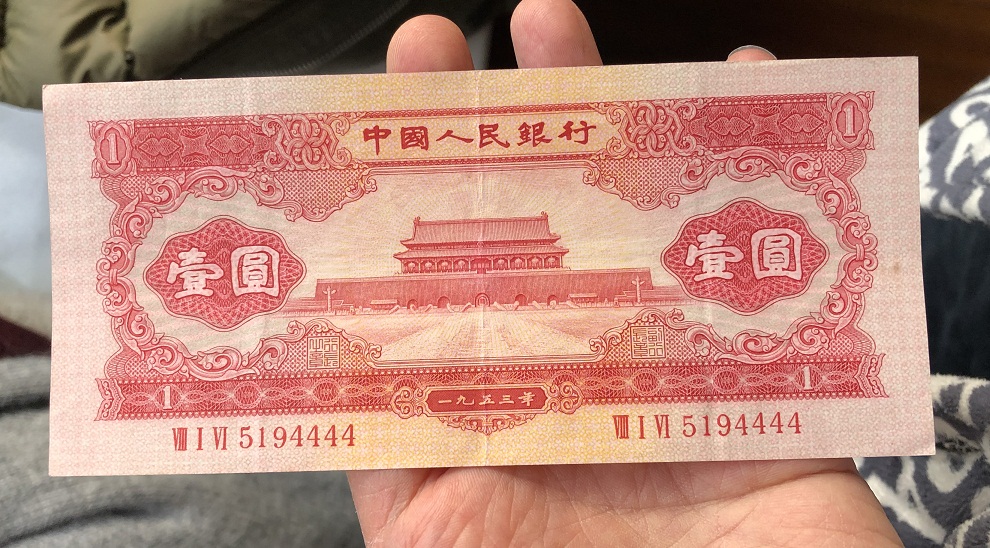 1 中國人民銀行 1
壹圓 壹圓
1 一九五三年 1
Ⅷ Ⅰ Ⅵ 5194444 Ⅷ Ⅰ Ⅵ 5194444